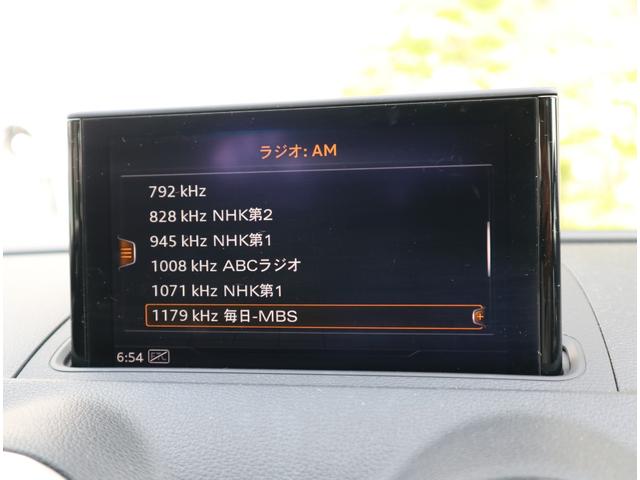 ラジオ: AM
792 kHz
828 kHz NHK第2
945 kHz NHK第1
1008 kHz ABCラジオ
1071 kHz NHK第1
1179 kHz 毎日-MBS
6:54